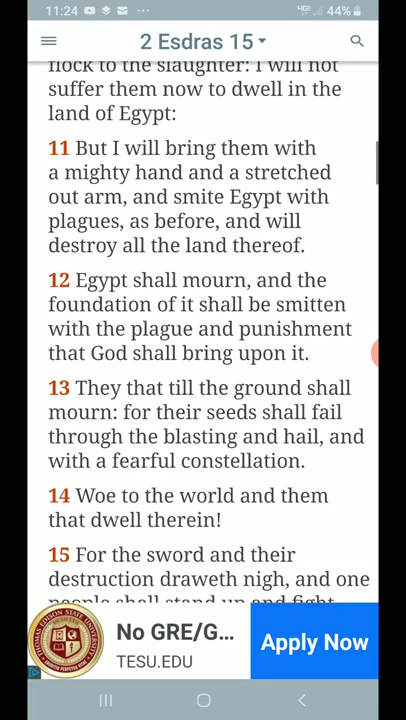 11:24
44%
2 Esdras 15
flock to the slaughter: I will not
suffer them now to dwell in the
land of Egypt:
11 But I will bring them with
a mighty hand and a stretched
out arm, and smite Egypt with
plagues, as before, and will
destroy all the land thereof.
12 Egypt shall mourn, and the
foundation of it shall be smitten
with the plague and punishment
that God shall bring upon it.
13 They that till the ground shall
mourn: for their seeds shall fail
through the blasting and hail, and
with a fearful constellation.
14 Woe to the world and them
that dwell therein!
15 For the sword and their
destruction draweth nigh, and one
people shall stand up and fight
No GRE/G...
TESU.EDU
Apply Now